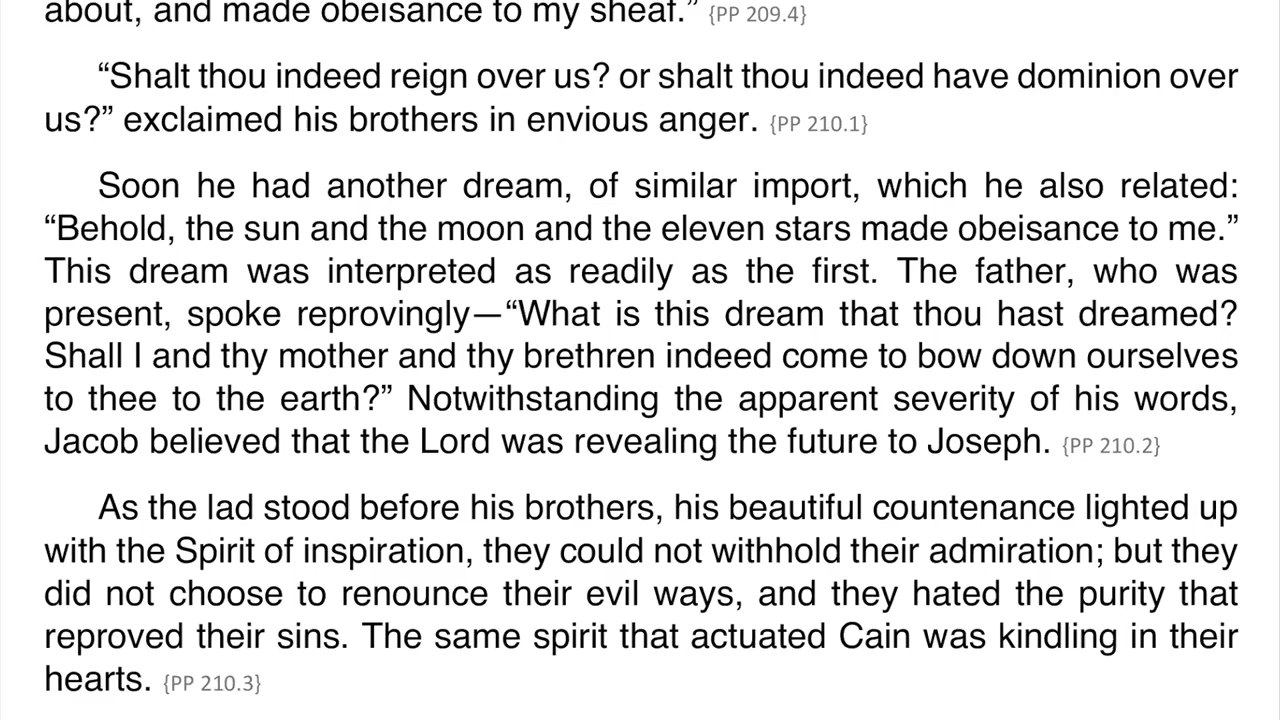 about, and made obeisance to my sheaf.” {PP 209.4}
“Shalt thou indeed reign over us? or shalt thou indeed have dominion over
us?” exclaimed his brothers in envious anger. {PP 210.1}
Soon he had another dream, of similar import, which he also related:
“Behold, the sun and the moon and the eleven stars made obeisance to me.”
This dream was interpreted as readily as the first. The father, who was
present, spoke reprovingly—“What is this dream that thou hast dreamed?
Shall I and thy mother and thy brethren indeed come to bow down ourselves
to thee to the earth?” Notwithstanding the apparent severity of his words,
Jacob believed that the Lord was revealing the future to Joseph. {PP 210.2}
As the lad stood before his brothers, his beautiful countenance lighted up
with the Spirit of inspiration, they could not withhold their admiration; but they
did not choose to renounce their evil ways, and they hated the purity that
reproved their sins. The same spirit that actuated Cain was kindling in their
hearts. {PP 210.3}